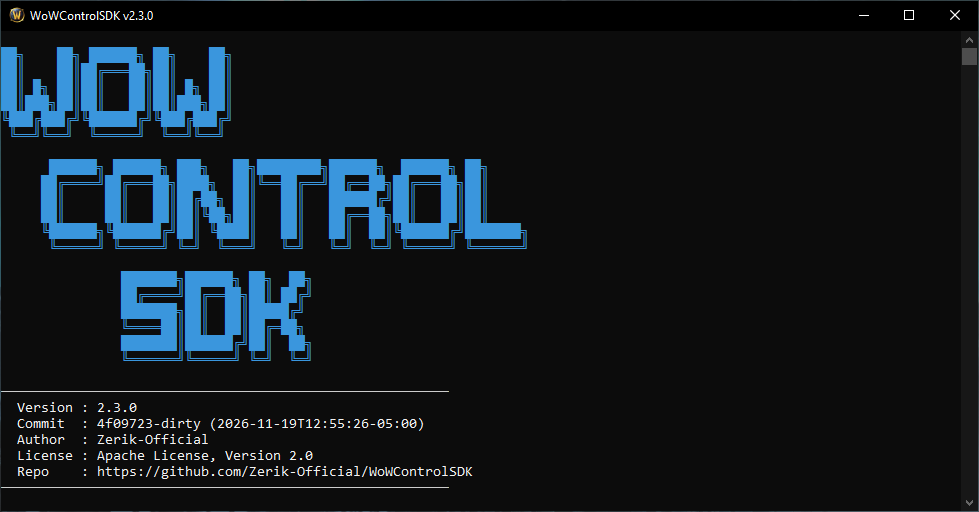 WoWControlSDK v2.3.0
WOW
CONTROL
SDK
Version : 2.3.0
Commit  : 4f09723-dirty (2026-11-19T12:55:26-05:00)
Author  : Zerik-Official
License : Apache License, Version 2.0
Repo    : https://github.com/Zerik-Official/WoWControlSDK